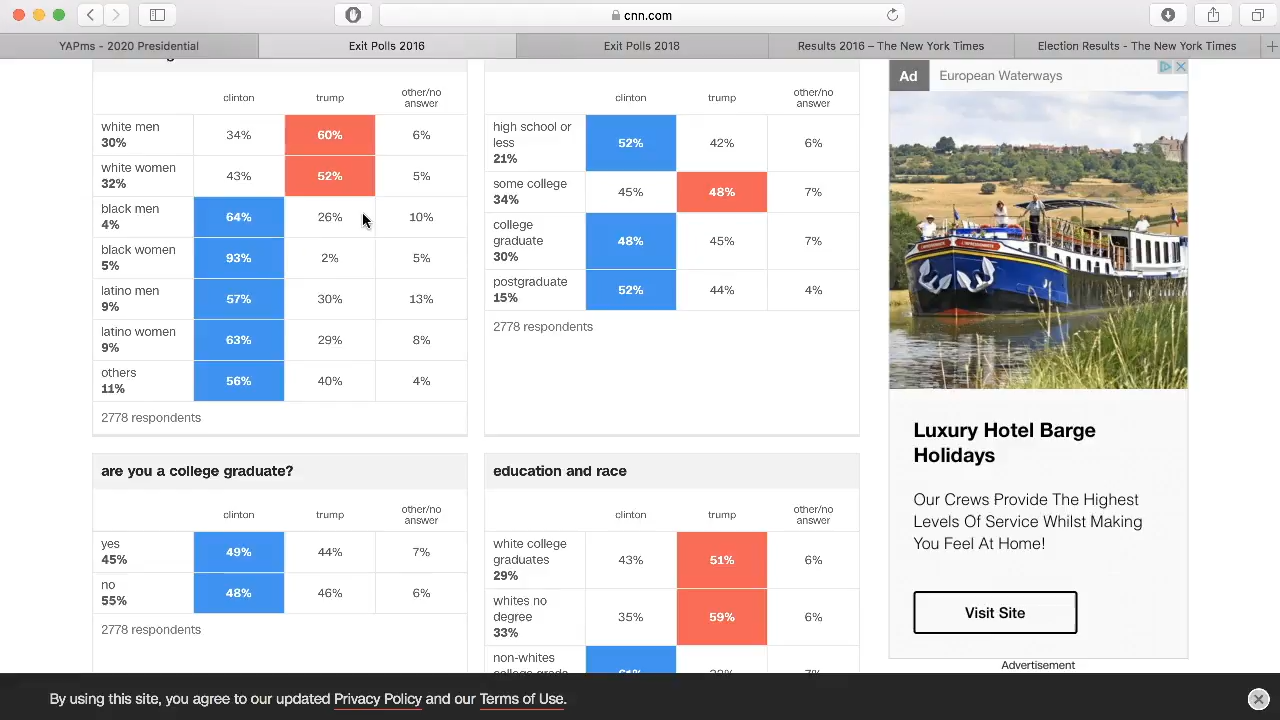 cnn.com
YAPms - 2020 Presidential
Exit Polls 2016
Exit Polls 2018
Results 2016 – The New York Times
Election Results - The New York Times
clinton trump other/no
answer
white men
30% 34% 60% 6%
white women
32% 43% 52% 5%
black men
4% 64% 26% 10%
black women
5% 93% 2% 5%
latino men
9% 57% 30% 13%
latino women
9% 63% 29% 8%
others
11% 56% 40% 4%
2778 respondents
clinton trump other/no
answer
high school or
less
21% 52% 42% 6%
some college
34% 45% 48% 7%
college
graduate
30% 48% 45% 7%
postgraduate
15% 52% 44% 4%
2778 respondents
are you a college graduate?
clinton trump other/no
answer
yes
45% 49% 44% 7%
no
55% 48% 46% 6%
2778 respondents
education and race
clinton trump other/no
answer
white college
graduates
29% 43% 51% 6%
whites no
degree
33% 35% 59% 6%
non-whites
Ad European Waterways
Luxury Hotel Barge
Holidays
Our Crews Provide The Highest
Levels Of Service Whilst Making
You Feel At Home!
Visit Site
Advertisement
By using this site, you agree to our updated Privacy Policy and our Terms of Use.